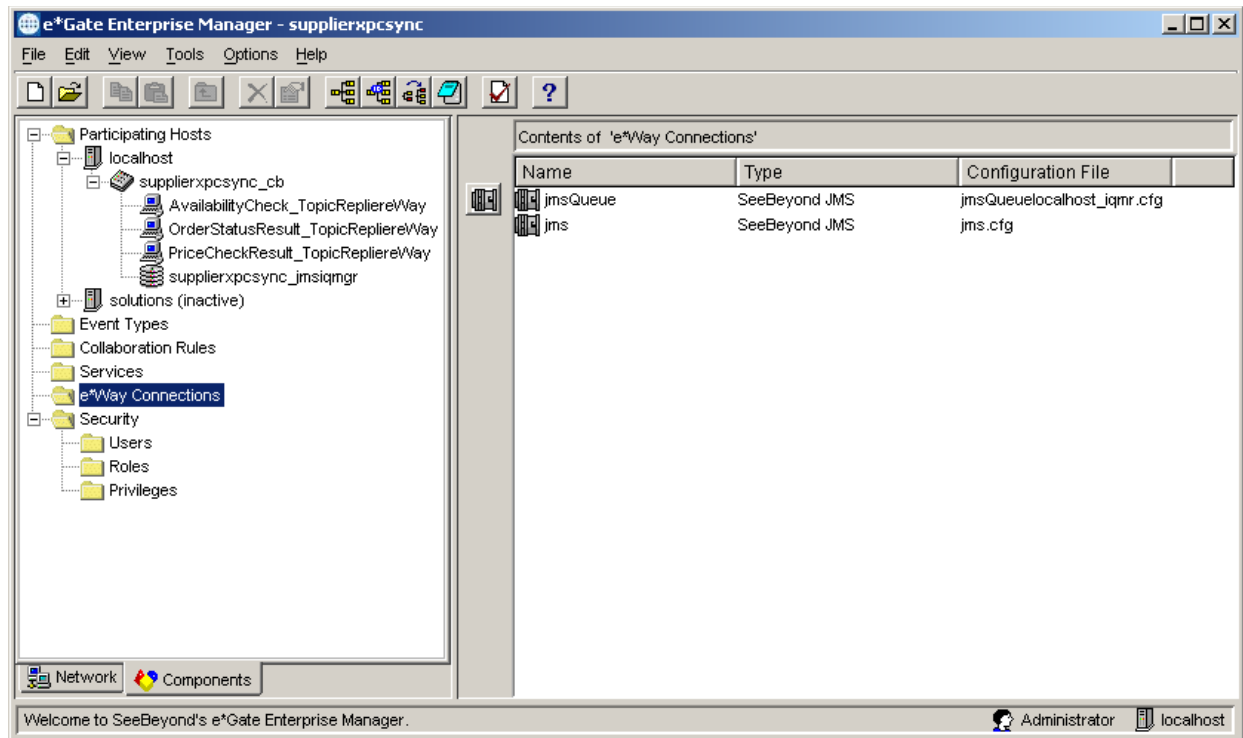 e*Gate Enterprise Manager - supplierxpcsync
File Edit View Tools Options Help
?
Participating Hosts
localhost
supplierxpcsync_cb
AvailabilityCheck_TopicRepliereWay
OrderStatusResult_TopicRepliereWay
PriceCheckResult_TopicRepliereWay
supplierxpcsync_jmsiqmgr
solutions (inactive)
Event Types
Collaboration Rules
Services
e*Way Connections
Security
Users
Roles
Privileges
Network Components
Contents of 'e*Way Connections'
Name Type Configuration File
jmsQueue SeeBeyond JMS jmsQueuelocalhost_iqmr.cfg
jms SeeBeyond JMS jms.cfg
Welcome to SeeBeyond's e*Gate Enterprise Manager. Administrator localhost